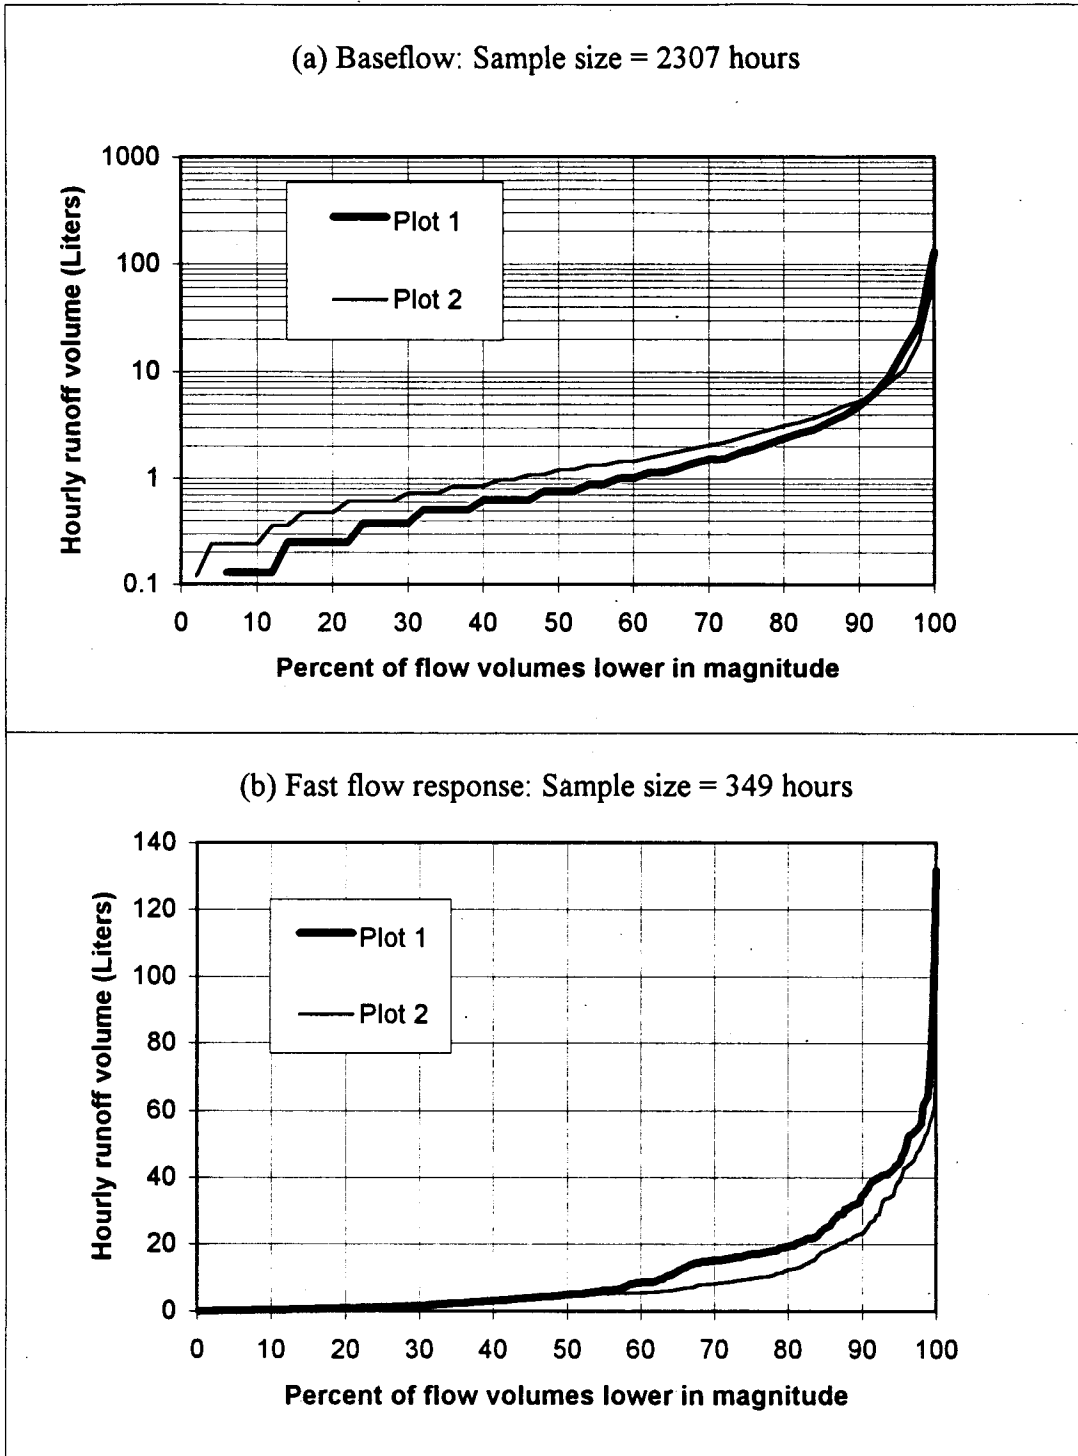 (a) Baseflow: Sample size = 2307 hours
Hourly runoff volume (Liters)
1000
100
10
1
0.1
Plot 1
Plot 2
0 10 20 30 40 50 60 70 80 90 100
Percent of flow volumes lower in magnitude
(b) Fast flow response: Sample size = 349 hours
Hourly runoff volume (Liters)
140
120
100
80
60
40
20
0
Plot 1
Plot 2
0 10 20 30 40 50 60 70 80 90 100
Percent of flow volumes lower in magnitude